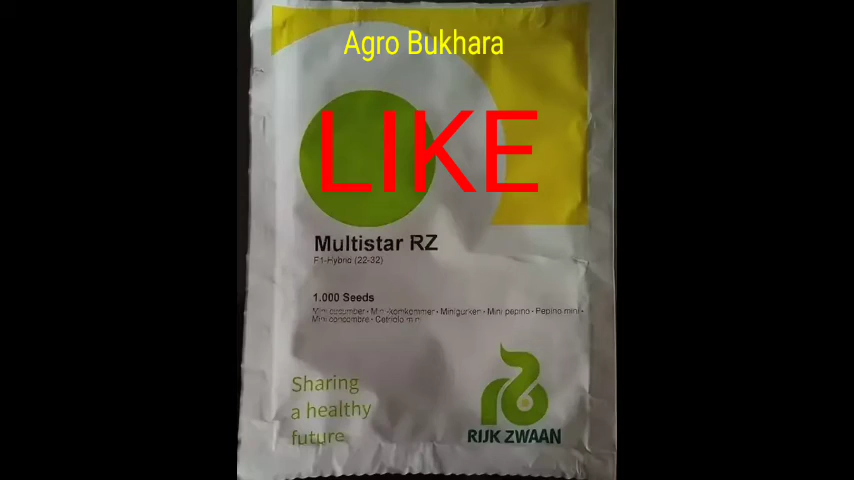 Agro Bukhara
LIKE
Multistar RZ
F1-Hybrid (22-32)
1.000 Seeds
Mini cucumber - Mini-komkommer - Minigurken - Mini pepino - Pepino mini -
Mini concombre - Cetriolo mini
Sharing
a healthy
future
RIJK ZWAAN